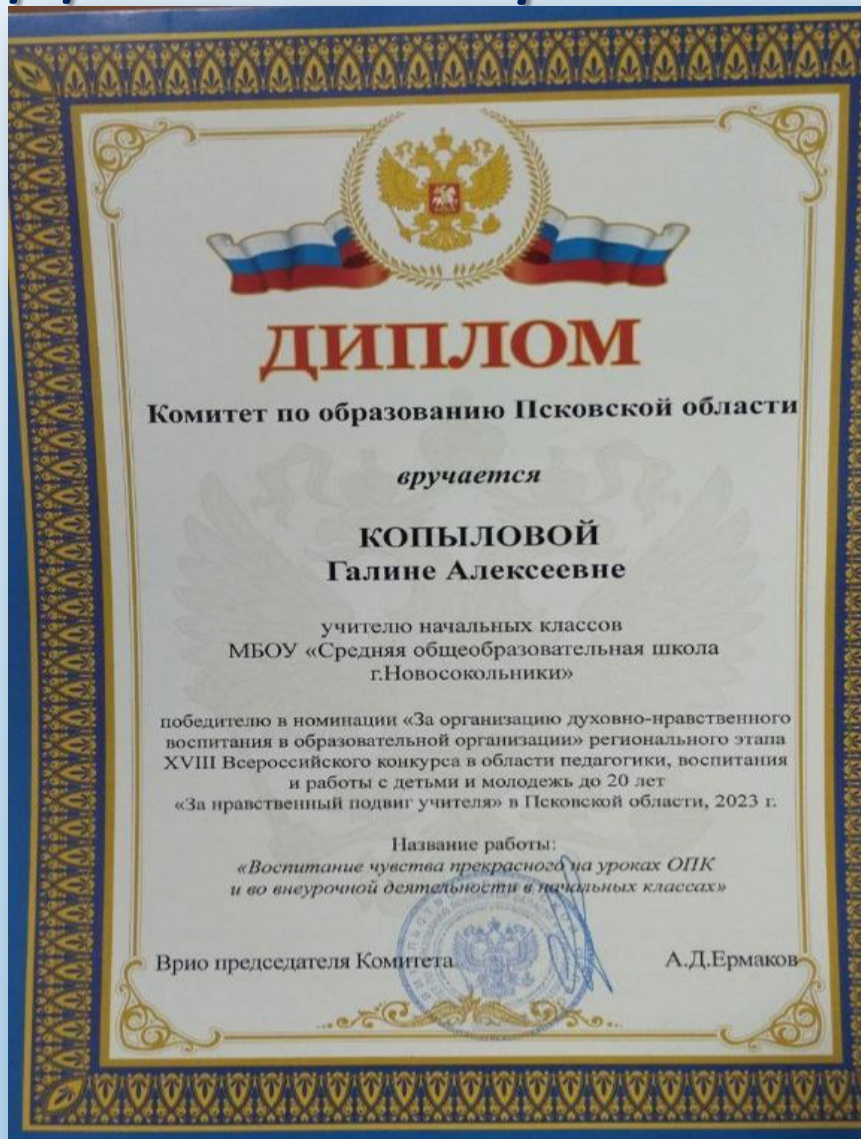 ДИПЛОМ
Комитет по образованию Псковской области
вручается
КОПЫЛОВОЙ
Галине Алексеевне
учителю начальных классов
МБОУ «Средняя общеобразовательная школа
г.Новосокольники»
победителю в номинации «За организацию духовно-нравственного
воспитания в образовательной организации» регионального этапа
XVIII Всероссийского конкурса в области педагогики, воспитания
и работы с детьми и молодежь до 20 лет
«За нравственный подвиг учителя» в Псковской области, 2023 г.
Название работы:
«Воспитание чувства прекрасного на уроках ОПК
и во внеурочной деятельности в начальных классах»
Врио председателя Комитета
А.Д.Ермаков